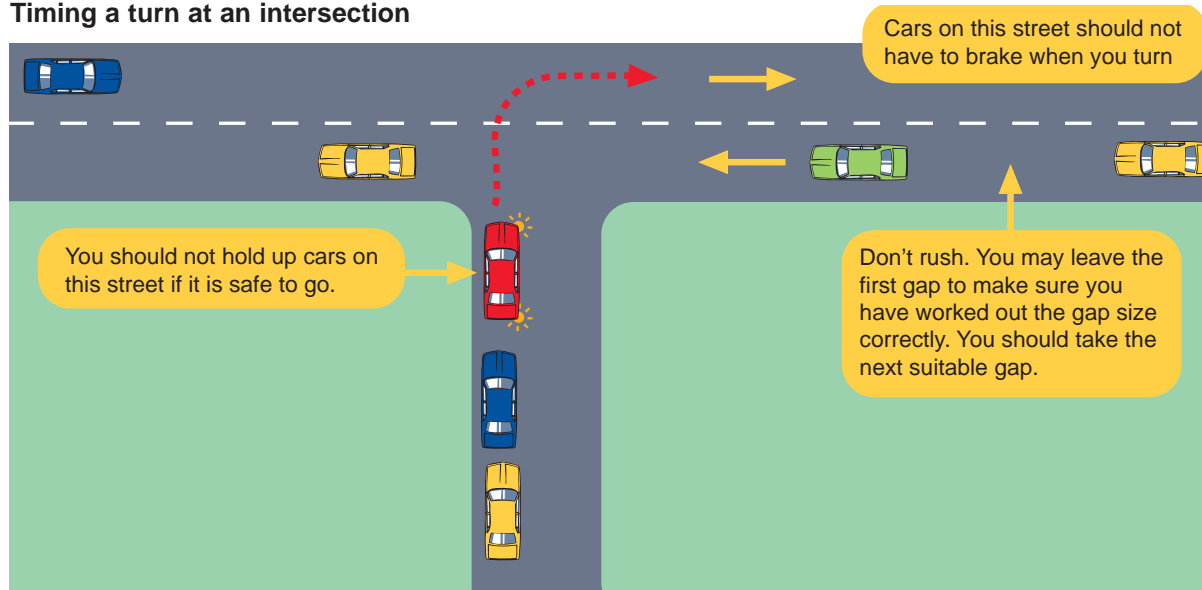 Timing a turn at an intersection
Cars on this street should not
have to brake when you turn
You should not hold up cars on
this street if it is safe to go.
Don’t rush. You may leave the
first gap to make sure you
have worked out the gap size
correctly. You should take the
next suitable gap.